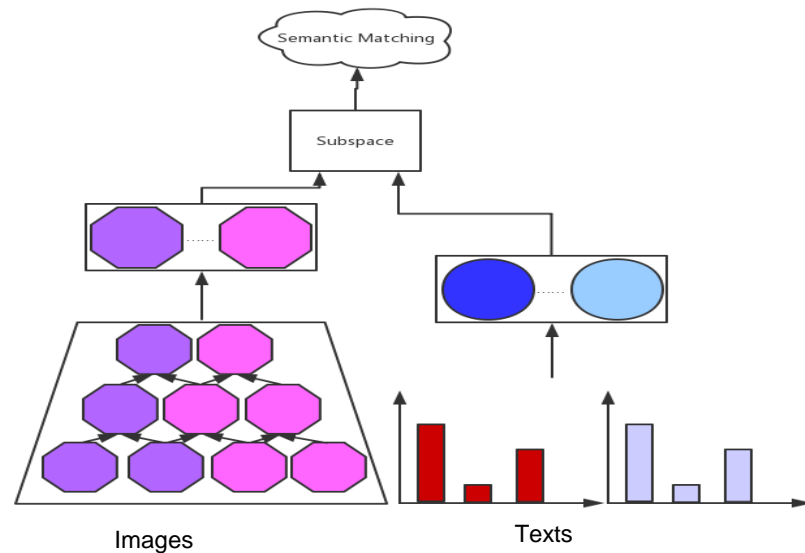 Semantic Matching
Subspace
......
......
Images
Texts